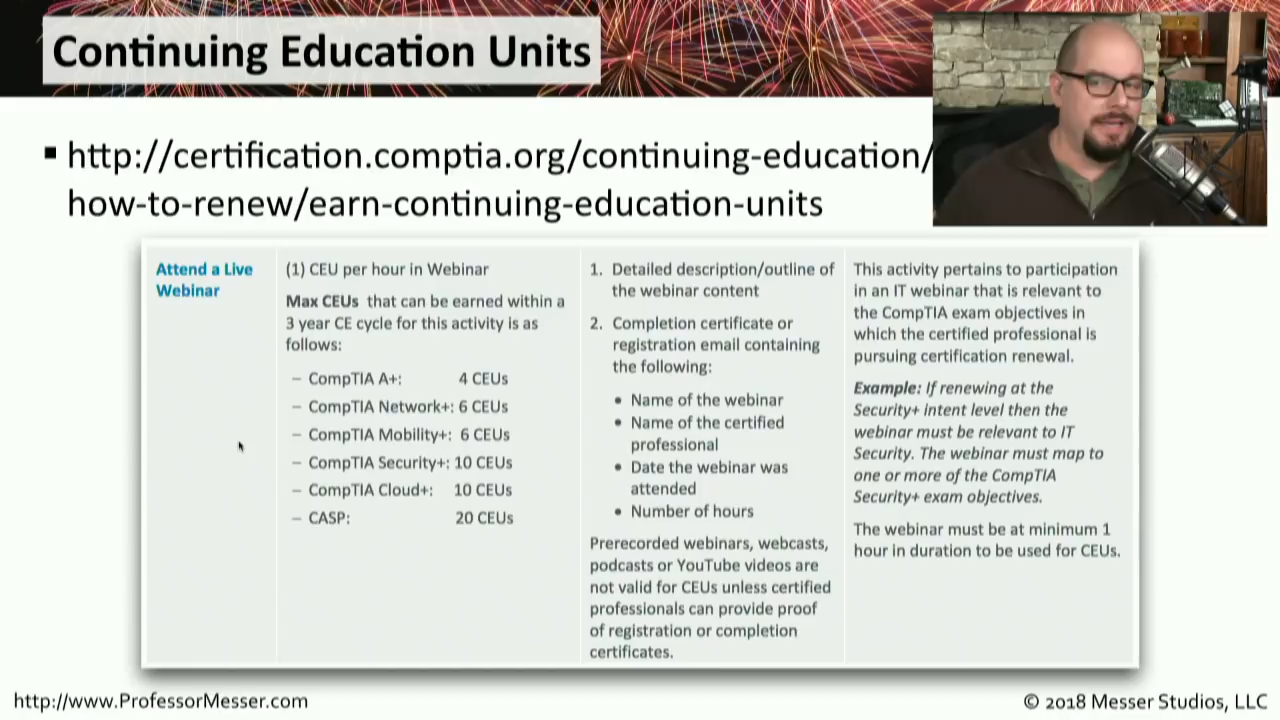 Continuing Education Units
▪ http://certification.comptia.org/continuing-education/
how-to-renew/earn-continuing-education-units
Attend a Live
Webinar
(1) CEU per hour in Webinar
Max CEUs that can be earned within a
3 year CE cycle for this activity is as
follows:
– CompTIA A+: 4 CEUs
– CompTIA Network+: 6 CEUs
– CompTIA Mobility+: 6 CEUs
– CompTIA Security+: 10 CEUs
– CompTIA Cloud+: 10 CEUs
– CASP: 20 CEUs
1. Detailed description/outline of
the webinar content
2. Completion certificate or
registration email containing
the following:
• Name of the webinar
• Name of the certified
professional
• Date the webinar was
attended
• Number of hours
Prerecorded webinars, webcasts,
podcasts or YouTube videos are
not valid for CEUs unless certified
professionals can provide proof
of registration or completion
certificates.
This activity pertains to participation
in an IT webinar that is relevant to
the CompTIA exam objectives in
which the certified professional is
pursuing certification renewal.
Example: If renewing at the
Security+ intent level then the
webinar must be relevant to IT
Security. The webinar must map to
one or more of the CompTIA
Security+ exam objectives.
The webinar must be at minimum 1
hour in duration to be used for CEUs.
http://www.ProfessorMesser.com
© 2018 Messer Studios, LLC